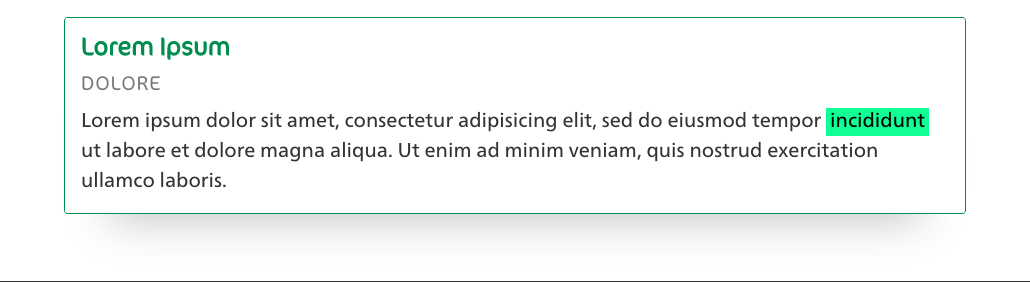 Lorem Ipsum
DOLORE
Lorem ipsum dolor sit amet, consectetur adipisicing elit, sed do eiusmod tempor incididunt
ut labore et dolore magna aliqua. Ut enim ad minim veniam, quis nostrud exercitation
ullamco laboris.